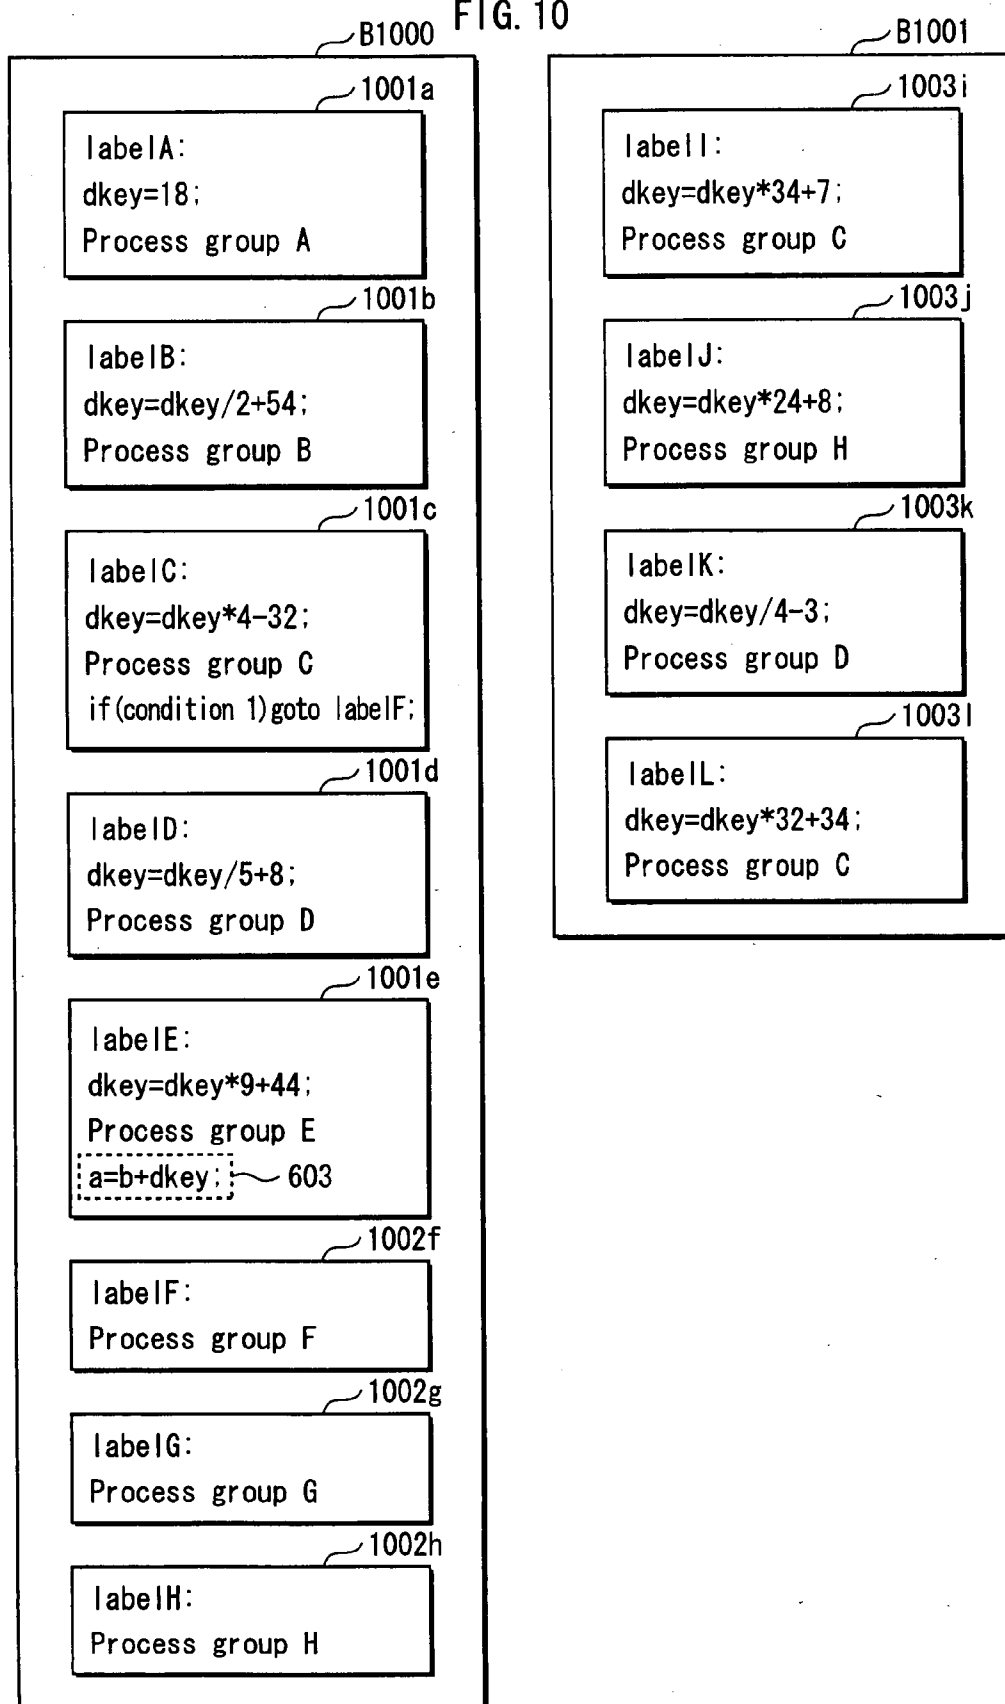 FIG. 10
B1000
1001a
labelA:
dkey=18;
Process group A
1001b
labelB:
dkey=dkey/2+54;
Process group B
1001c
labelC:
dkey=dkey*4-32;
Process group C
if(condition 1)goto labelF;
1001d
labelD:
dkey=dkey/5+8;
Process group D
1001e
labelE:
dkey=dkey*9+44;
Process group E
a=b+dkey;
603
1002f
labelF:
Process group F
1002g
labelG:
Process group G
1002h
labelH:
Process group H
B1001
1003i
labelI:
dkey=dkey*34+7;
Process group C
1003j
labelJ:
dkey=dkey*24+8;
Process group H
1003k
labelK:
dkey=dkey/4-3;
Process group D
1003l
labelL:
dkey=dkey*32+34;
Process group C